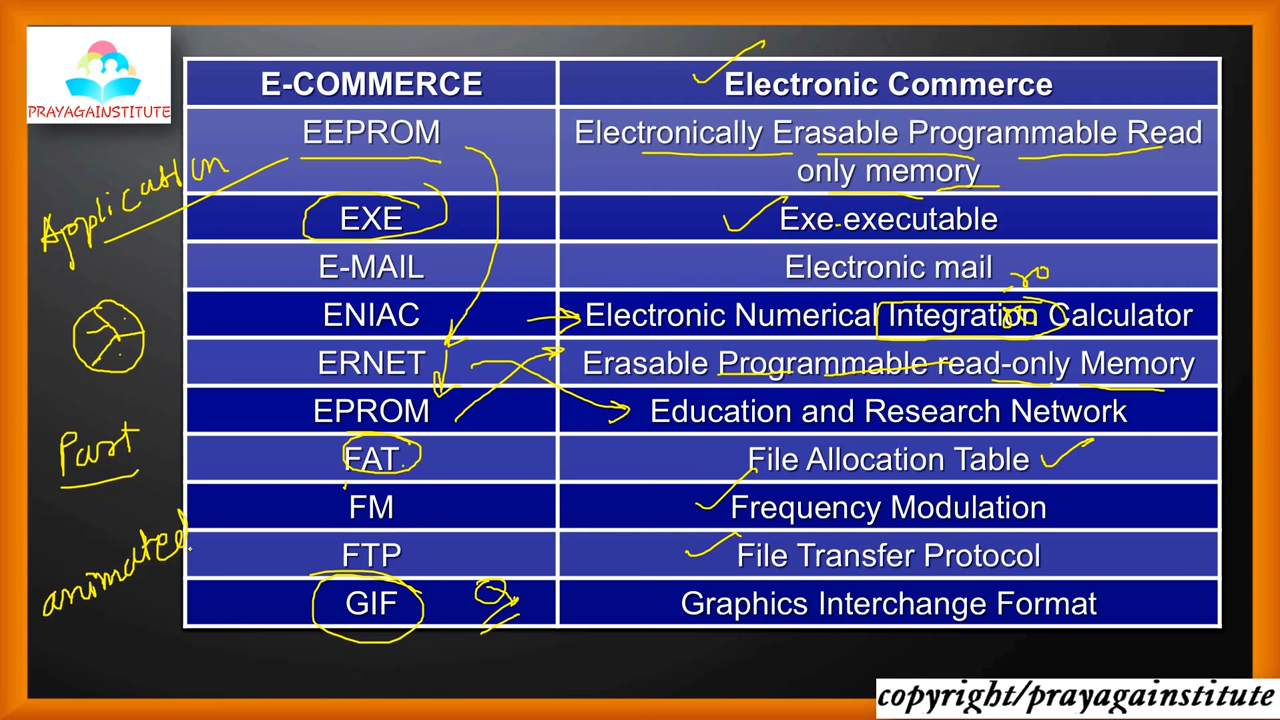 PRAYAGAINSTITUTE
E-COMMERCE Electronic Commerce
EEPROM Electronically Erasable Programmable Read
only memory
Application
EXE Exe-executable
E-MAIL Electronic mail
ENIAC Electronic Numerical Integration Calculator
ERNET Erasable Programmable read-only Memory
EPROM Education and Research Network
Part
FAT File Allocation Table
FM Frequency Modulation
FTP File Transfer Protocol
animated
GIF Graphics Interchange Format
copyright/prayagainstitute